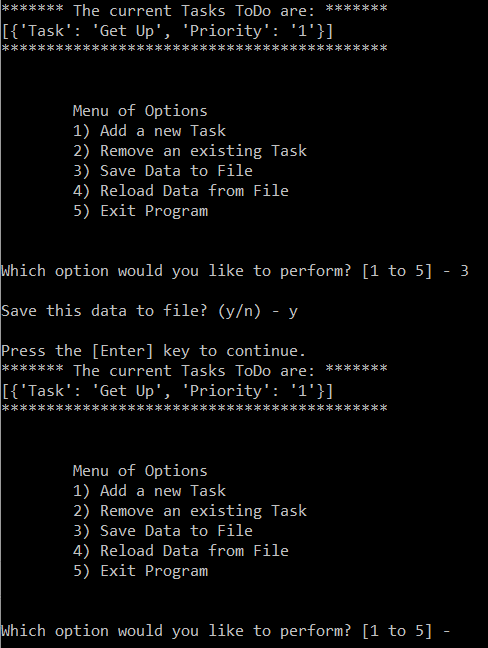 ******* The current Tasks ToDo are: *******
[{'Task': 'Get Up', 'Priority': '1'}]
*******************************************
Menu of Options
1) Add a new Task
2) Remove an existing Task
3) Save Data to File
4) Reload Data from File
5) Exit Program
Which option would you like to perform? [1 to 5] - 3
Save this data to file? (y/n) - y
Press the [Enter] key to continue.
******* The current Tasks ToDo are: *******
[{'Task': 'Get Up', 'Priority': '1'}]
*******************************************
Menu of Options
1) Add a new Task
2) Remove an existing Task
3) Save Data to File
4) Reload Data from File
5) Exit Program
Which option would you like to perform? [1 to 5] -